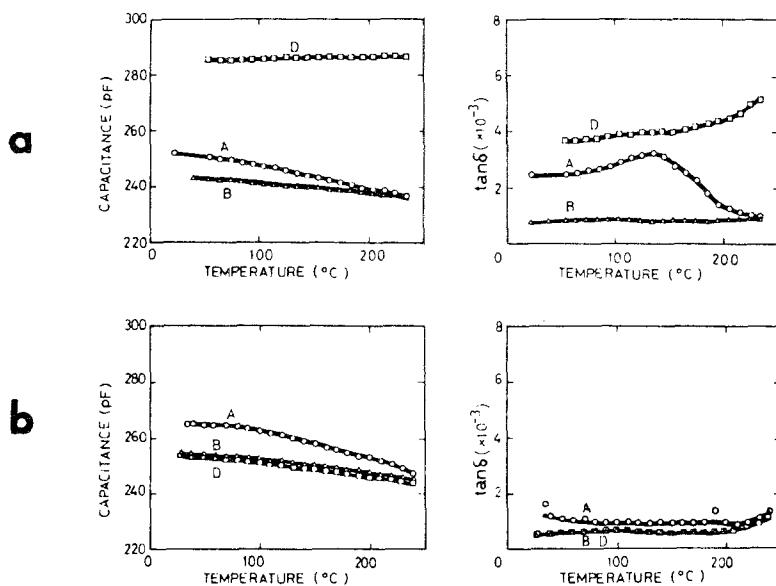 a
CAPACITANCE (pF)
300
280
260
240
220
D
A
B
0
100
200
TEMPERATURE (°C)
tanδ (×10⁻³)
8
6
4
2
0
D
A
B
100
200
TEMPERATURE (°C)
b
CAPACITANCE (pF)
300
280
260
240
220
A
B
D
0
100
200
TEMPERATURE (°C)
tanδ (×10⁻³)
8
6
4
2
0
A
B D
100
200
TEMPERATURE (°C)